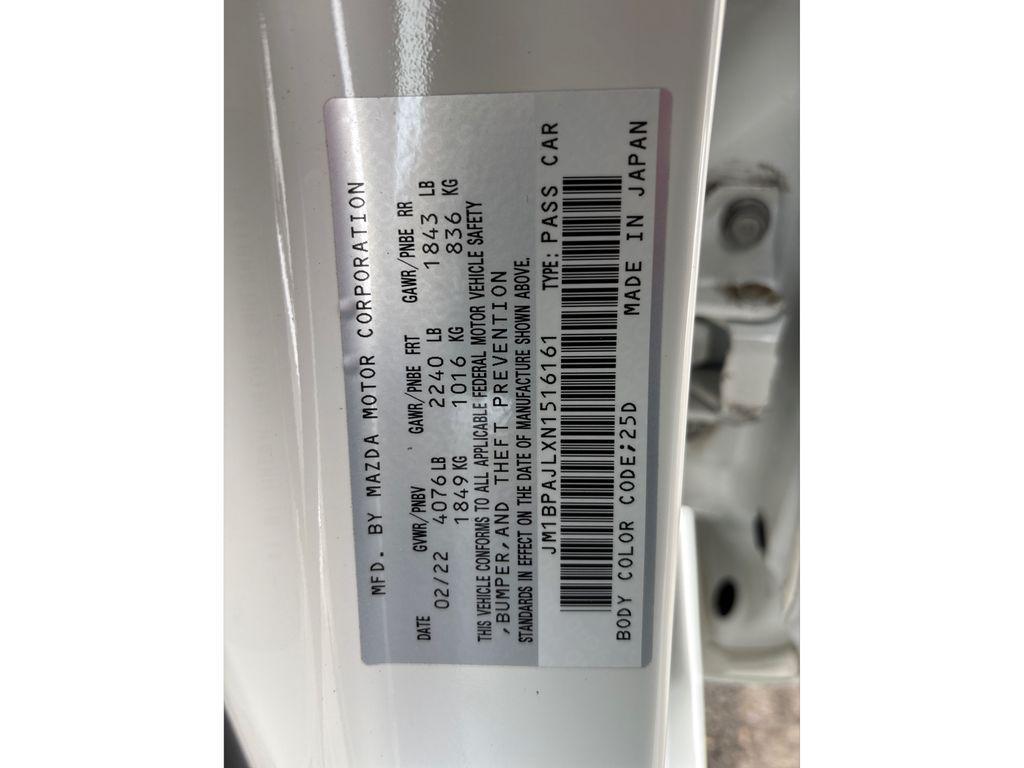 MFD. BY MAZDA MOTOR CORPORATION
DATE GVWR/PNBV GAWR/PNBE FRT GAWR/PNBE RR
02/22 4076 LB 2240 LB 1843 LB
1849 KG 1016 KG 836 KG
THIS VEHICLE CONFORMS TO ALL APPLICABLE FEDERAL MOTOR VEHICLE SAFETY
,BUMPER,AND THEFT PREVENTION
STANDARDS IN EFFECT ON THE DATE OF MANUFACTURE SHOWN ABOVE.
JM1BPAJLXN1516161 TYPE: PASS CAR
BODY COLOR CODE;25D MADE IN JAPAN